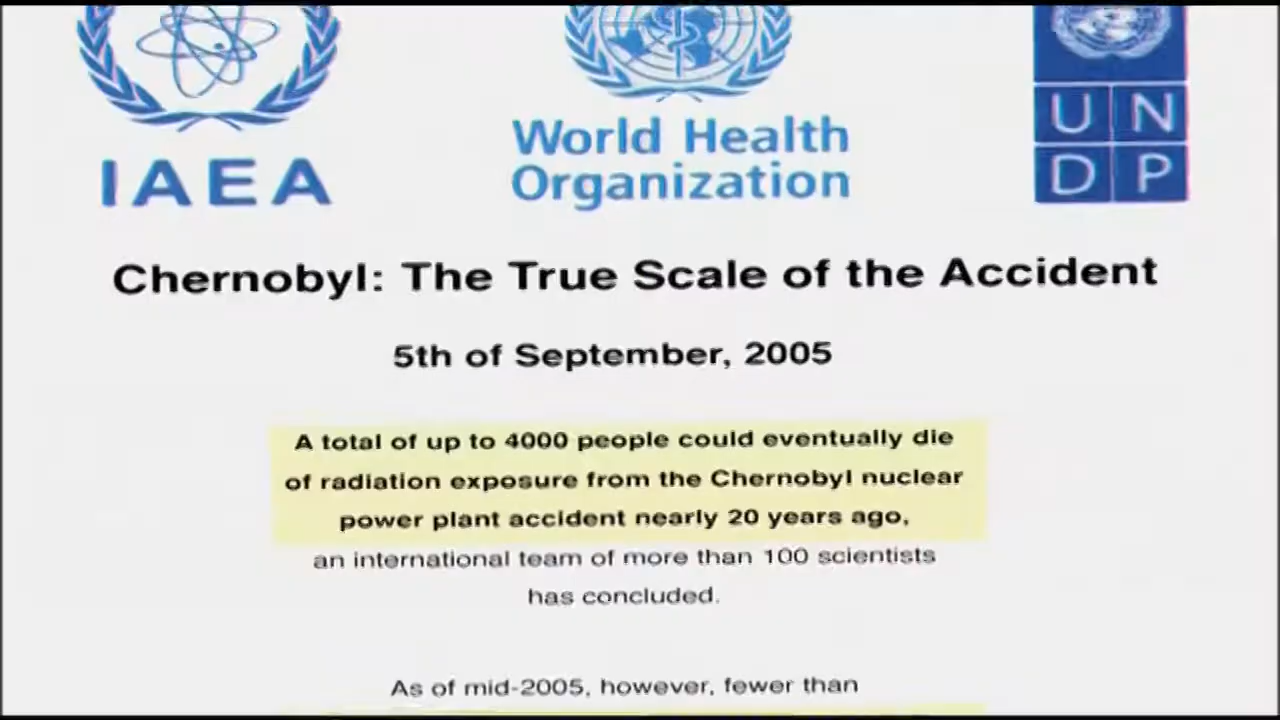 IAEA
World Health
Organization
UN
DP
Chernobyl: The True Scale of the Accident
5th of September, 2005
A total of up to 4000 people could eventually die
of radiation exposure from the Chernobyl nuclear
power plant accident nearly 20 years ago,
an international team of more than 100 scientists
has concluded.
As of mid-2005, however, fewer than